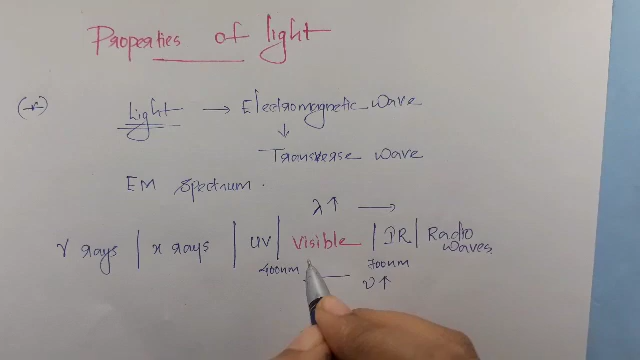 Properties of light
(*) Light → Electromagnetic wave
↓
Transverse wave
EM Spectrum.
λ↑ →
γ rays | x rays | UV | Visible | IR | Radio waves
400nm 700nm
ν↑